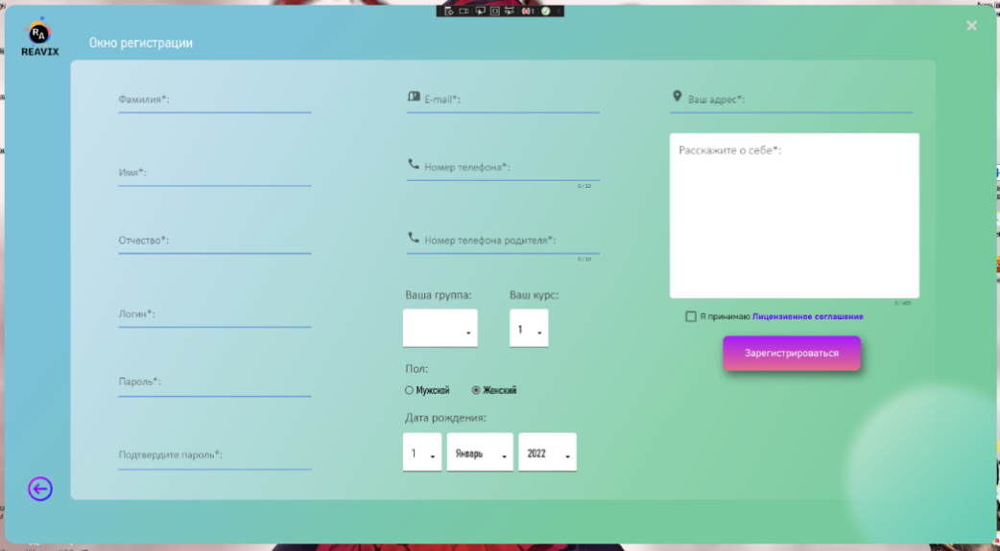 RA
REAVIX
Окно регистрации
Фамилия*:
Имя*:
Отчество*:
Логин*:
Пароль*:
Подтвердите пароль*:
E-mail*:
Номер телефона*:
0 / 10
Номер телефона родителя*:
0 / 10
Ваша группа:
Ваш курс:
1
Пол:
Мужской
Женский
Дата рождения:
1
Январь
2022
Ваш адрес*:
Расскажите о себе*:
0 / 400
Я принимаю Лицензионное соглашение
Зарегистрироваться